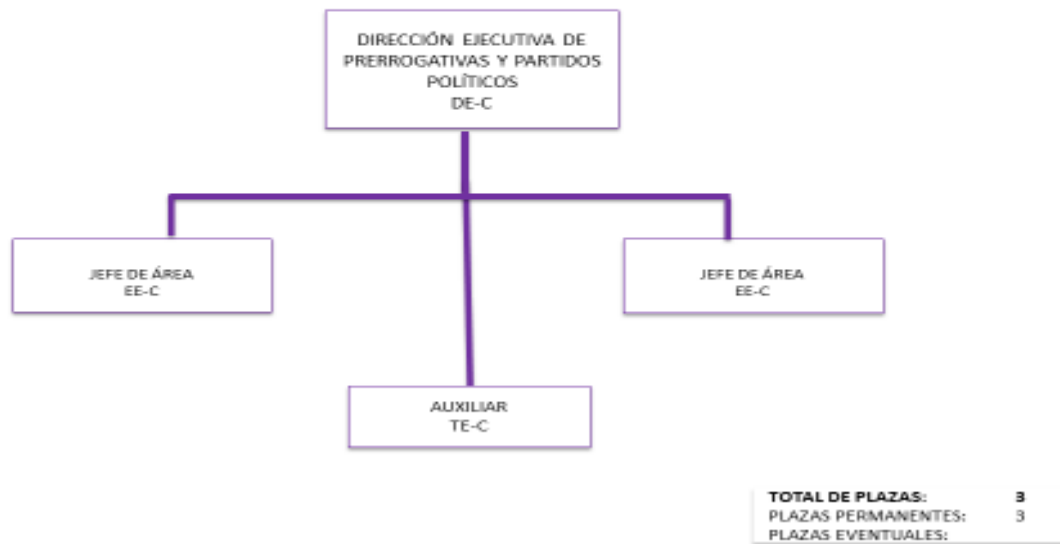 DIRECCIÓN EJECUTIVA DE
PRERROGATIVAS Y PARTIDOS
POLÍTICOS
DE-C
JEFE DE ÁREA
EE-C
JEFE DE ÁREA
EE-C
AUXILIAR
TE-C
TOTAL DE PLAZAS: 3
PLAZAS PERMANENTES: 3
PLAZAS EVENTUALES: